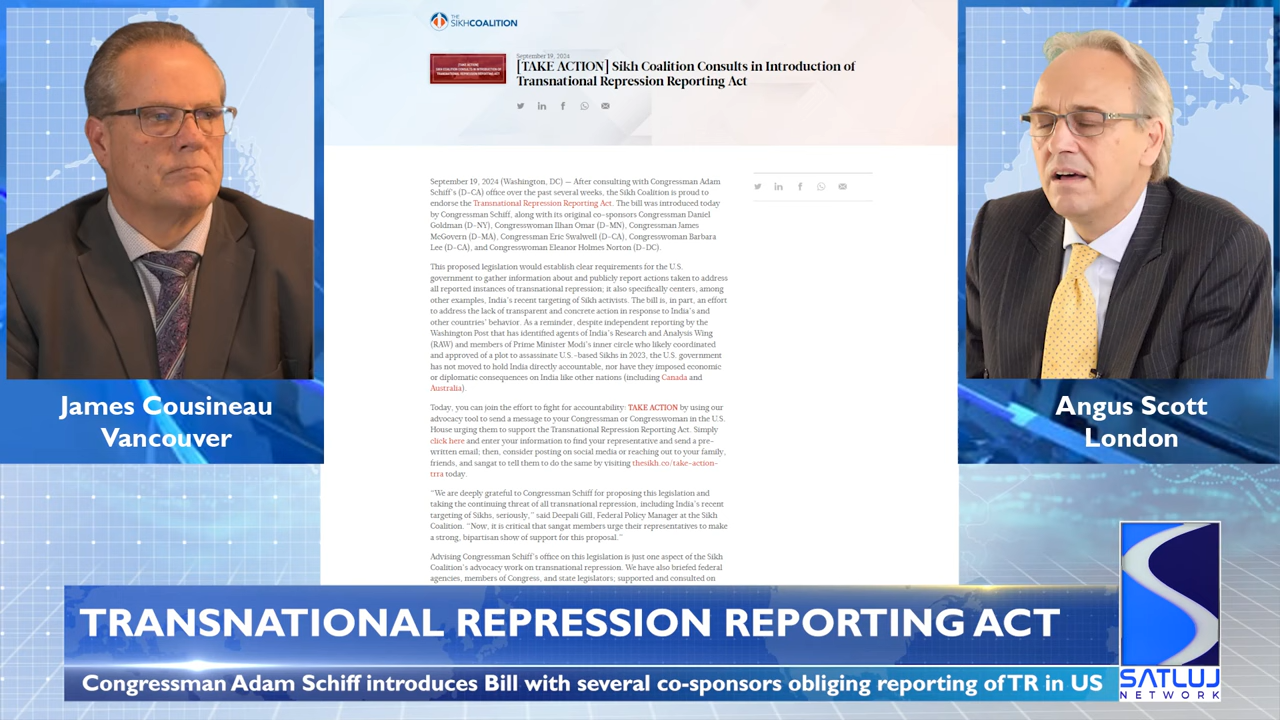 THE
SIKHCOALITION
September 19, 2024
[TAKE ACTION]
SIKH COALITION CONSULTS IN INTRODUCTION OF
TRANSNATIONAL REPRESSION REPORTING ACT
[TAKE ACTION] Sikh Coalition Consults in Introduction of
Transnational Repression Reporting Act
September 19, 2024 (Washington, DC) — After consulting with Congressman Adam
Schiff's (D-CA) office over the past several weeks, the Sikh Coalition is proud to
endorse the Transnational Repression Reporting Act. The bill was introduced today
by Congressman Schiff, along with its original co-sponsors Congressman Daniel
Goldman (D-NY), Congresswoman Ilhan Omar (D-MN), Congressman James
McGovern (D-MA), Congressman Eric Swalwell (D-CA), Congresswoman Barbara
Lee (D-CA), and Congresswoman Eleanor Holmes Norton (D-DC).
This proposed legislation would establish clear requirements for the U.S.
government to gather information about and publicly report actions taken to address
all reported instances of transnational repression; it also specifically centers, among
other examples, India's recent targeting of Sikh activists. The bill is, in part, an effort
to address the lack of transparent and concrete action in response to India's and
other countries' behavior. As a reminder, despite independent reporting by the
Washington Post that has identified agents of India's Research and Analysis Wing
(RAW) and members of Prime Minister Modi's inner circle who likely coordinated
and approved of a plot to assassinate U.S.-based Sikhs in 2023, the U.S. government
has not moved to hold India directly accountable, nor have they imposed economic
or diplomatic consequences on India like other nations (including Canada and
Australia).
Today, you can join the effort to fight for accountability: TAKE ACTION by using our
advocacy tool to send a message to your Congressman or Congresswoman in the U.S.
House urging them to support the Transnational Repression Reporting Act. Simply
click here and enter your information to find your representative and send a pre-
written email; then, consider posting on social media or reaching out to your family,
friends, and sangat to tell them to do the same by visiting thesikh.co/take-action-
trra today.
"We are deeply grateful to Congressman Schiff for proposing this legislation and
taking the continuing threat of all transnational repression, including India's recent
targeting of Sikhs, seriously," said Deepali Gill, Federal Policy Manager at the Sikh
Coalition. "Now, it is critical that sangat members urge their representatives to make
a strong, bipartisan show of support for this proposal."
Advising Congressman Schiff's office on this legislation is just one aspect of the Sikh
Coalition's advocacy work on transnational repression. We have also briefed federal
agencies, members of Congress, and state legislators; supported and consulted on
James Cousineau
Vancouver
Angus Scott
London
TRANSNATIONAL REPRESSION REPORTING ACT
Congressman Adam Schiff introduces Bill with several co-sponsors obliging reporting of TR in US
SATLUJ
NETWORK